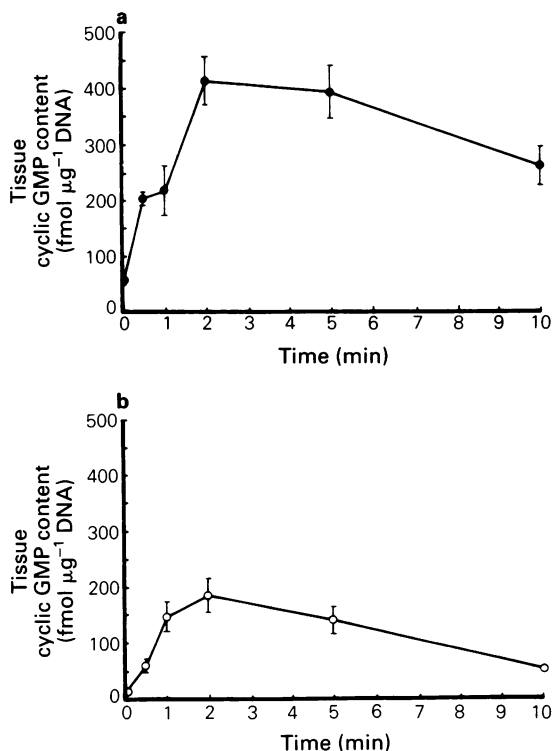 a
500
400
300
200
100
0
Tissue
cyclic GMP content
(fmol μg⁻¹ DNA)
0 1 2 3 4 5 6 7 8 9 10
Time (min)
b
500
400
300
200
100
0
Tissue
cyclic GMP content
(fmol μg⁻¹ DNA)
0 1 2 3 4 5 6 7 8 9 10
Time (min)